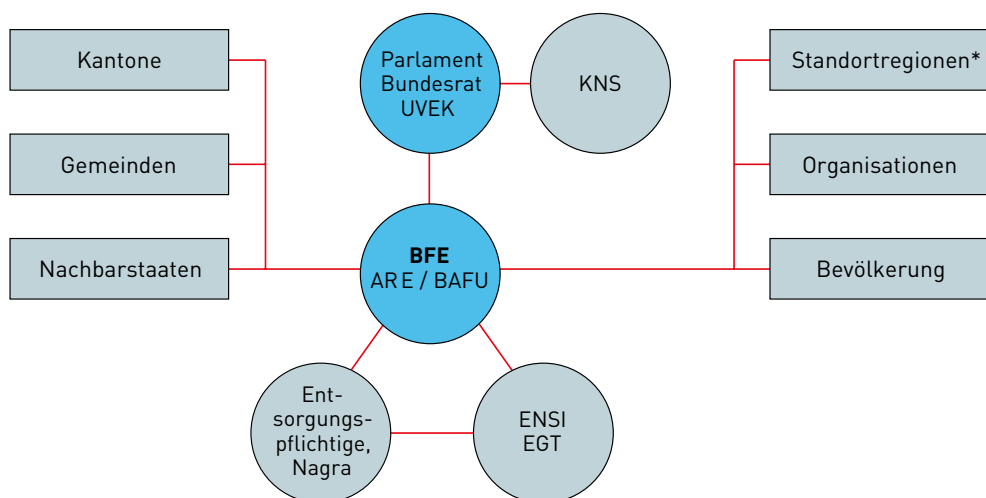 Kantone
Gemeinden
Nachbarstaaten
Parlament
Bundesrat
UVEK
KNS
BFE
ARE / BAFU
Ent-
sorgungs-
pflichtige,
Nagra
ENSI
EGT
Standortregionen*
Organisationen
Bevölkerung